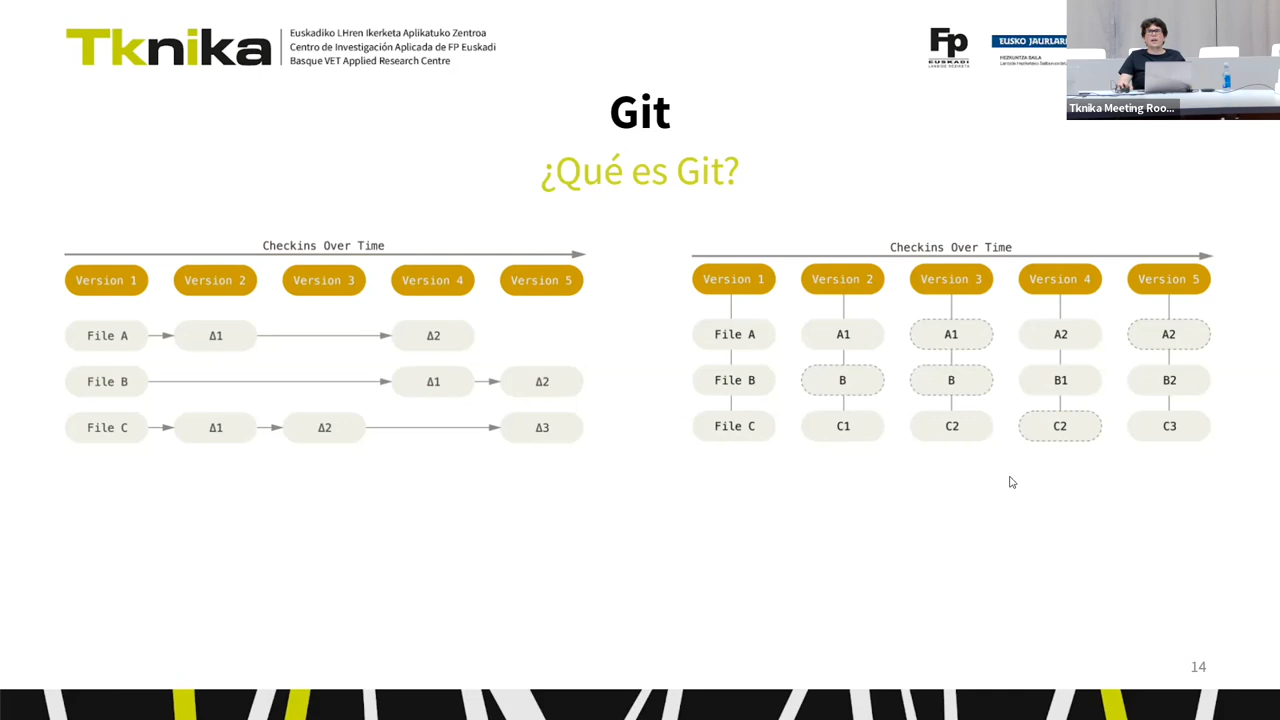 Tknika
Euskadiko LHren Ikerketa Aplikatuko Zentroa
Centro de Investigación Aplicada de FP Euskadi
Basque VET Applied Research Centre
Fp
EUSKADI
EUSKO JAURLAR
HEZKUNTZA SAILA
Tknika Meeting Roo...
Git
¿Qué es Git?
Checkins Over Time
Version 1 Version 2 Version 3 Version 4 Version 5
File A Δ1 Δ2
File B Δ1 Δ2
File C Δ1 Δ2 Δ3
Checkins Over Time
Version 1 Version 2 Version 3 Version 4 Version 5
File A A1 A1 A2 A2
File B B B B1 B2
File C C1 C2 C2 C3
14